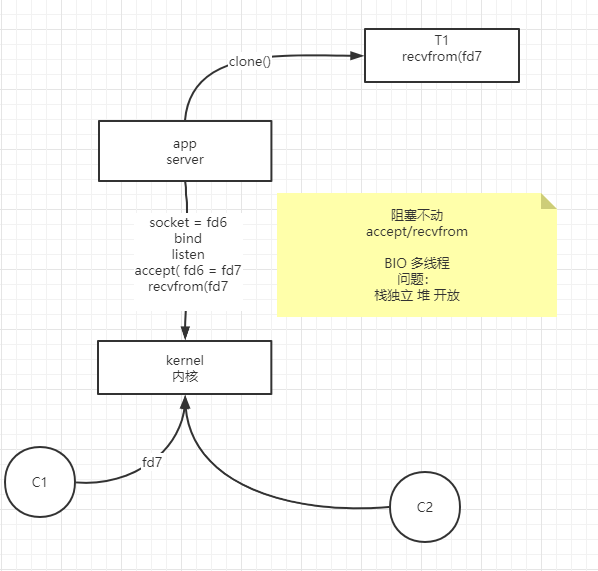 T1
recvfrom(fd7
clone()
app
server
socket = fd6
bind
listen
accept( fd6 = fd7
recvfrom(fd7
阻塞不动
accept/recvfrom
BIO 多线程
问题：
栈独立 堆 开放
kernel
内核
fd7
C1
C2